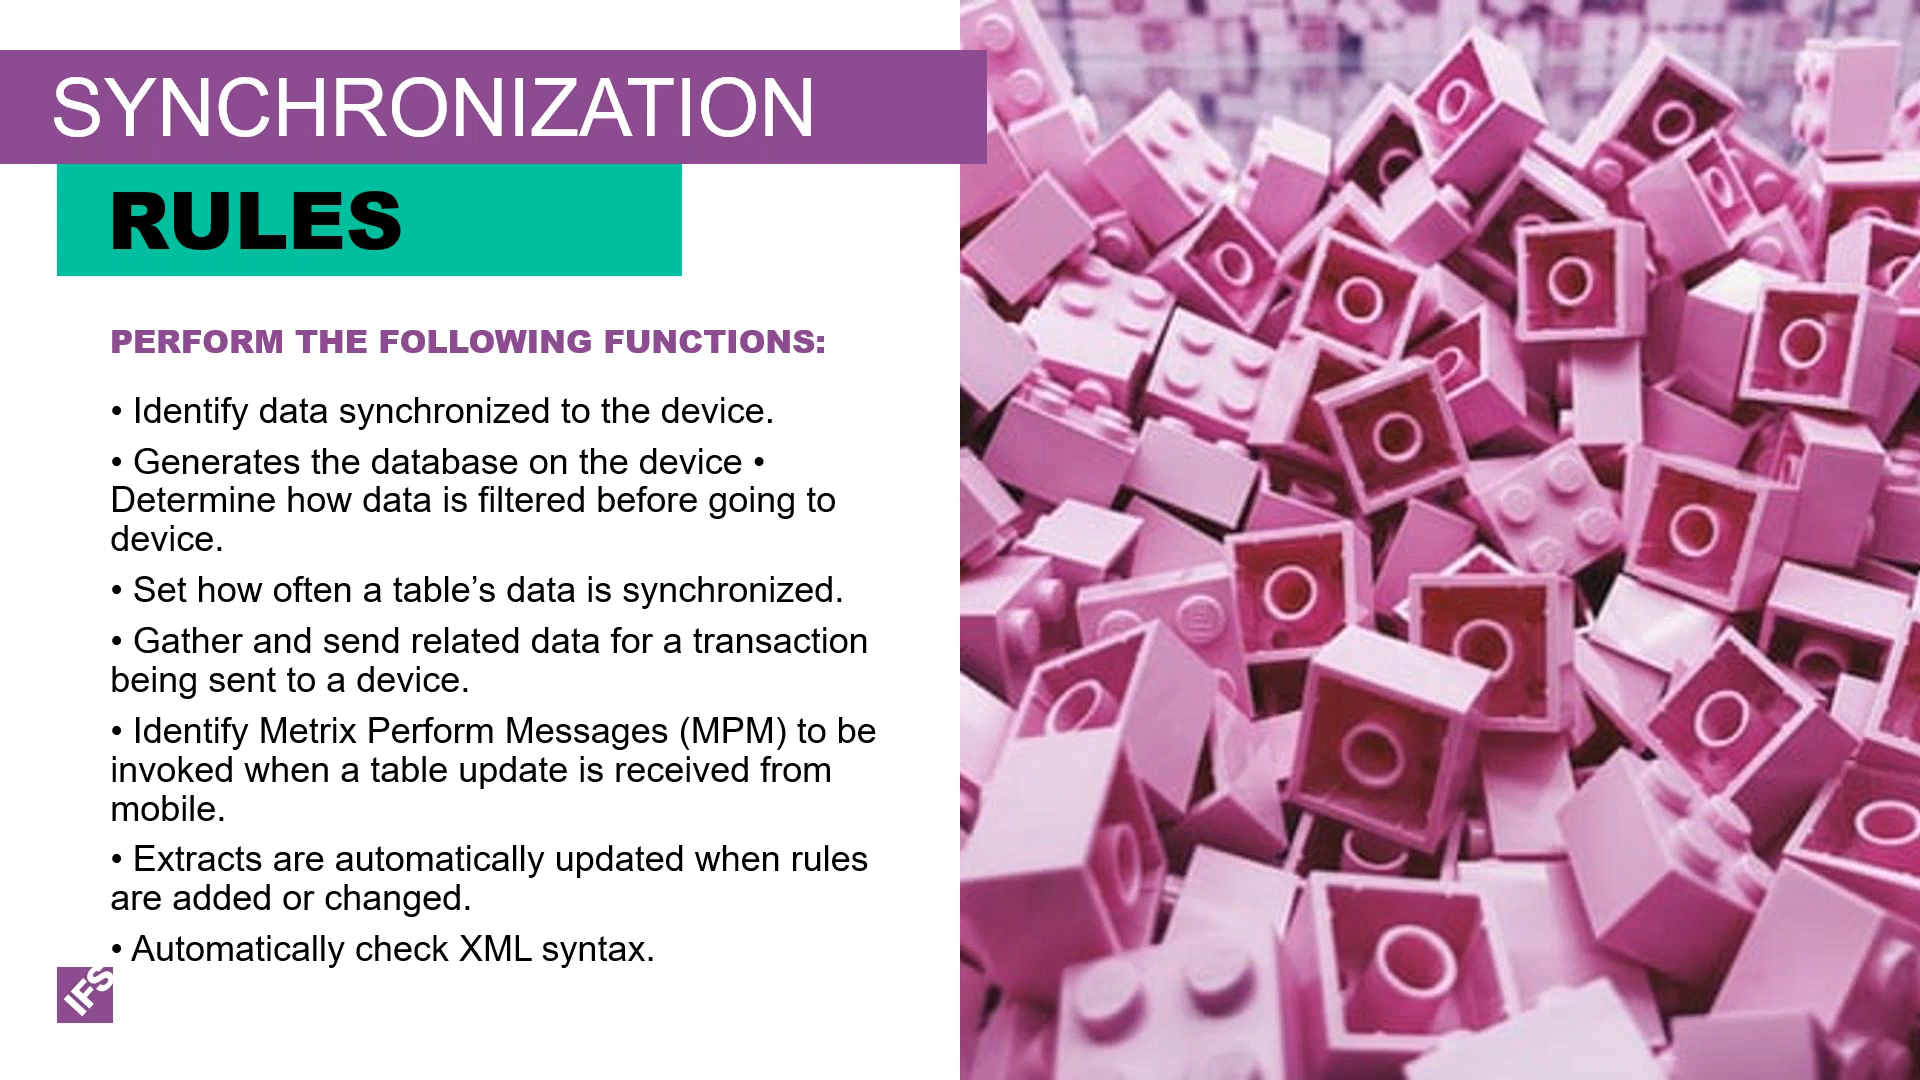 SYNCHRONIZATION
RULES
PERFORM THE FOLLOWING FUNCTIONS:
• Identify data synchronized to the device.
• Generates the database on the device •
Determine how data is filtered before going to
device.
• Set how often a table’s data is synchronized.
• Gather and send related data for a transaction
being sent to a device.
• Identify Metrix Perform Messages (MPM) to be
invoked when a table update is received from
mobile.
• Extracts are automatically updated when rules
are added or changed.
• Automatically check XML syntax.
IFS